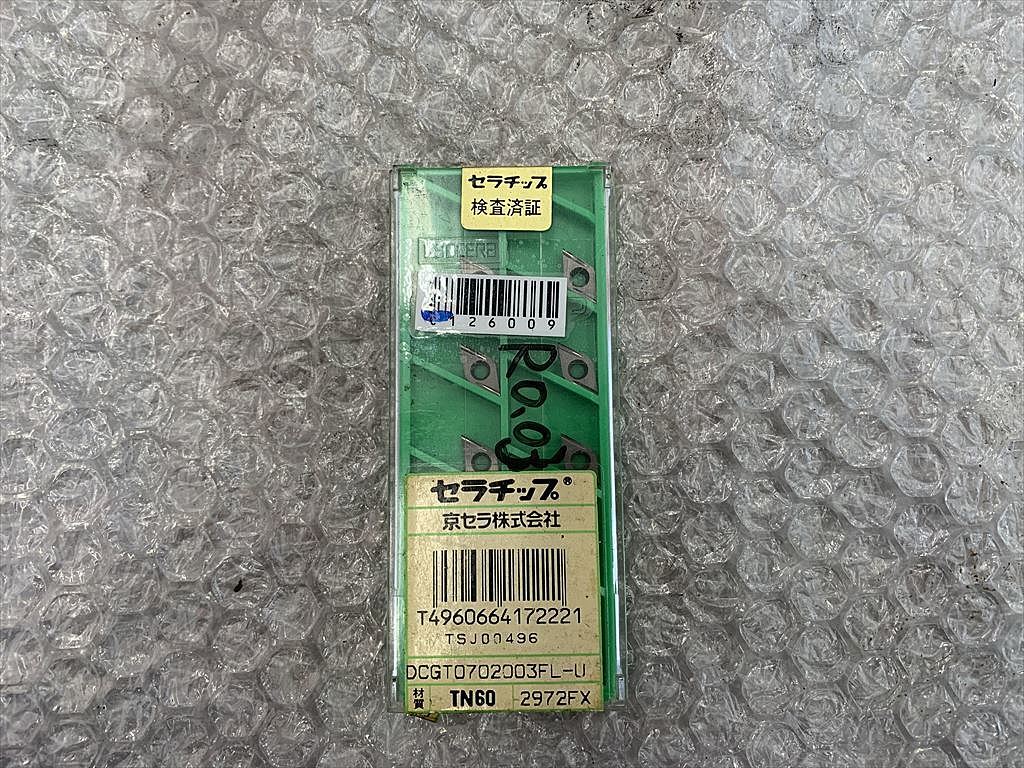 セラチップ
検査済証
KYOCERA
126009
R0.03
セラチップ®
京セラ株式会社
T4960664172221
TSJ00496
DCGT0702003FL-U
材質 TN60 2972FX